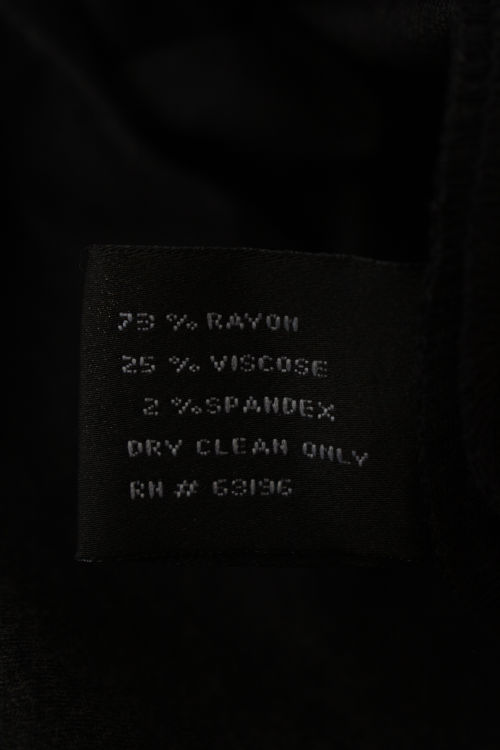 73 % RAYON
25 % VISCOSE
2 % SPANDEX
DRY CLEAN ONLY
RN # 63196